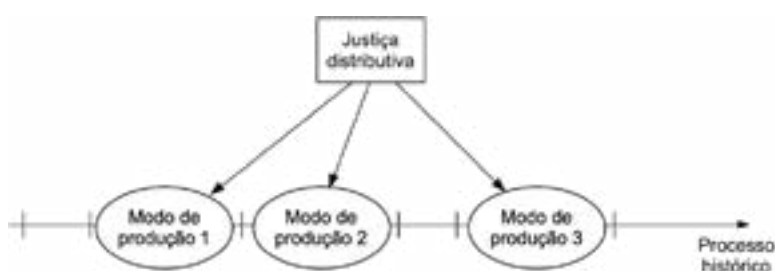 Justiça
distributiva
Modo de
produção 1
Modo de
produção 2
Modo de
produção 3
Processo
histórico